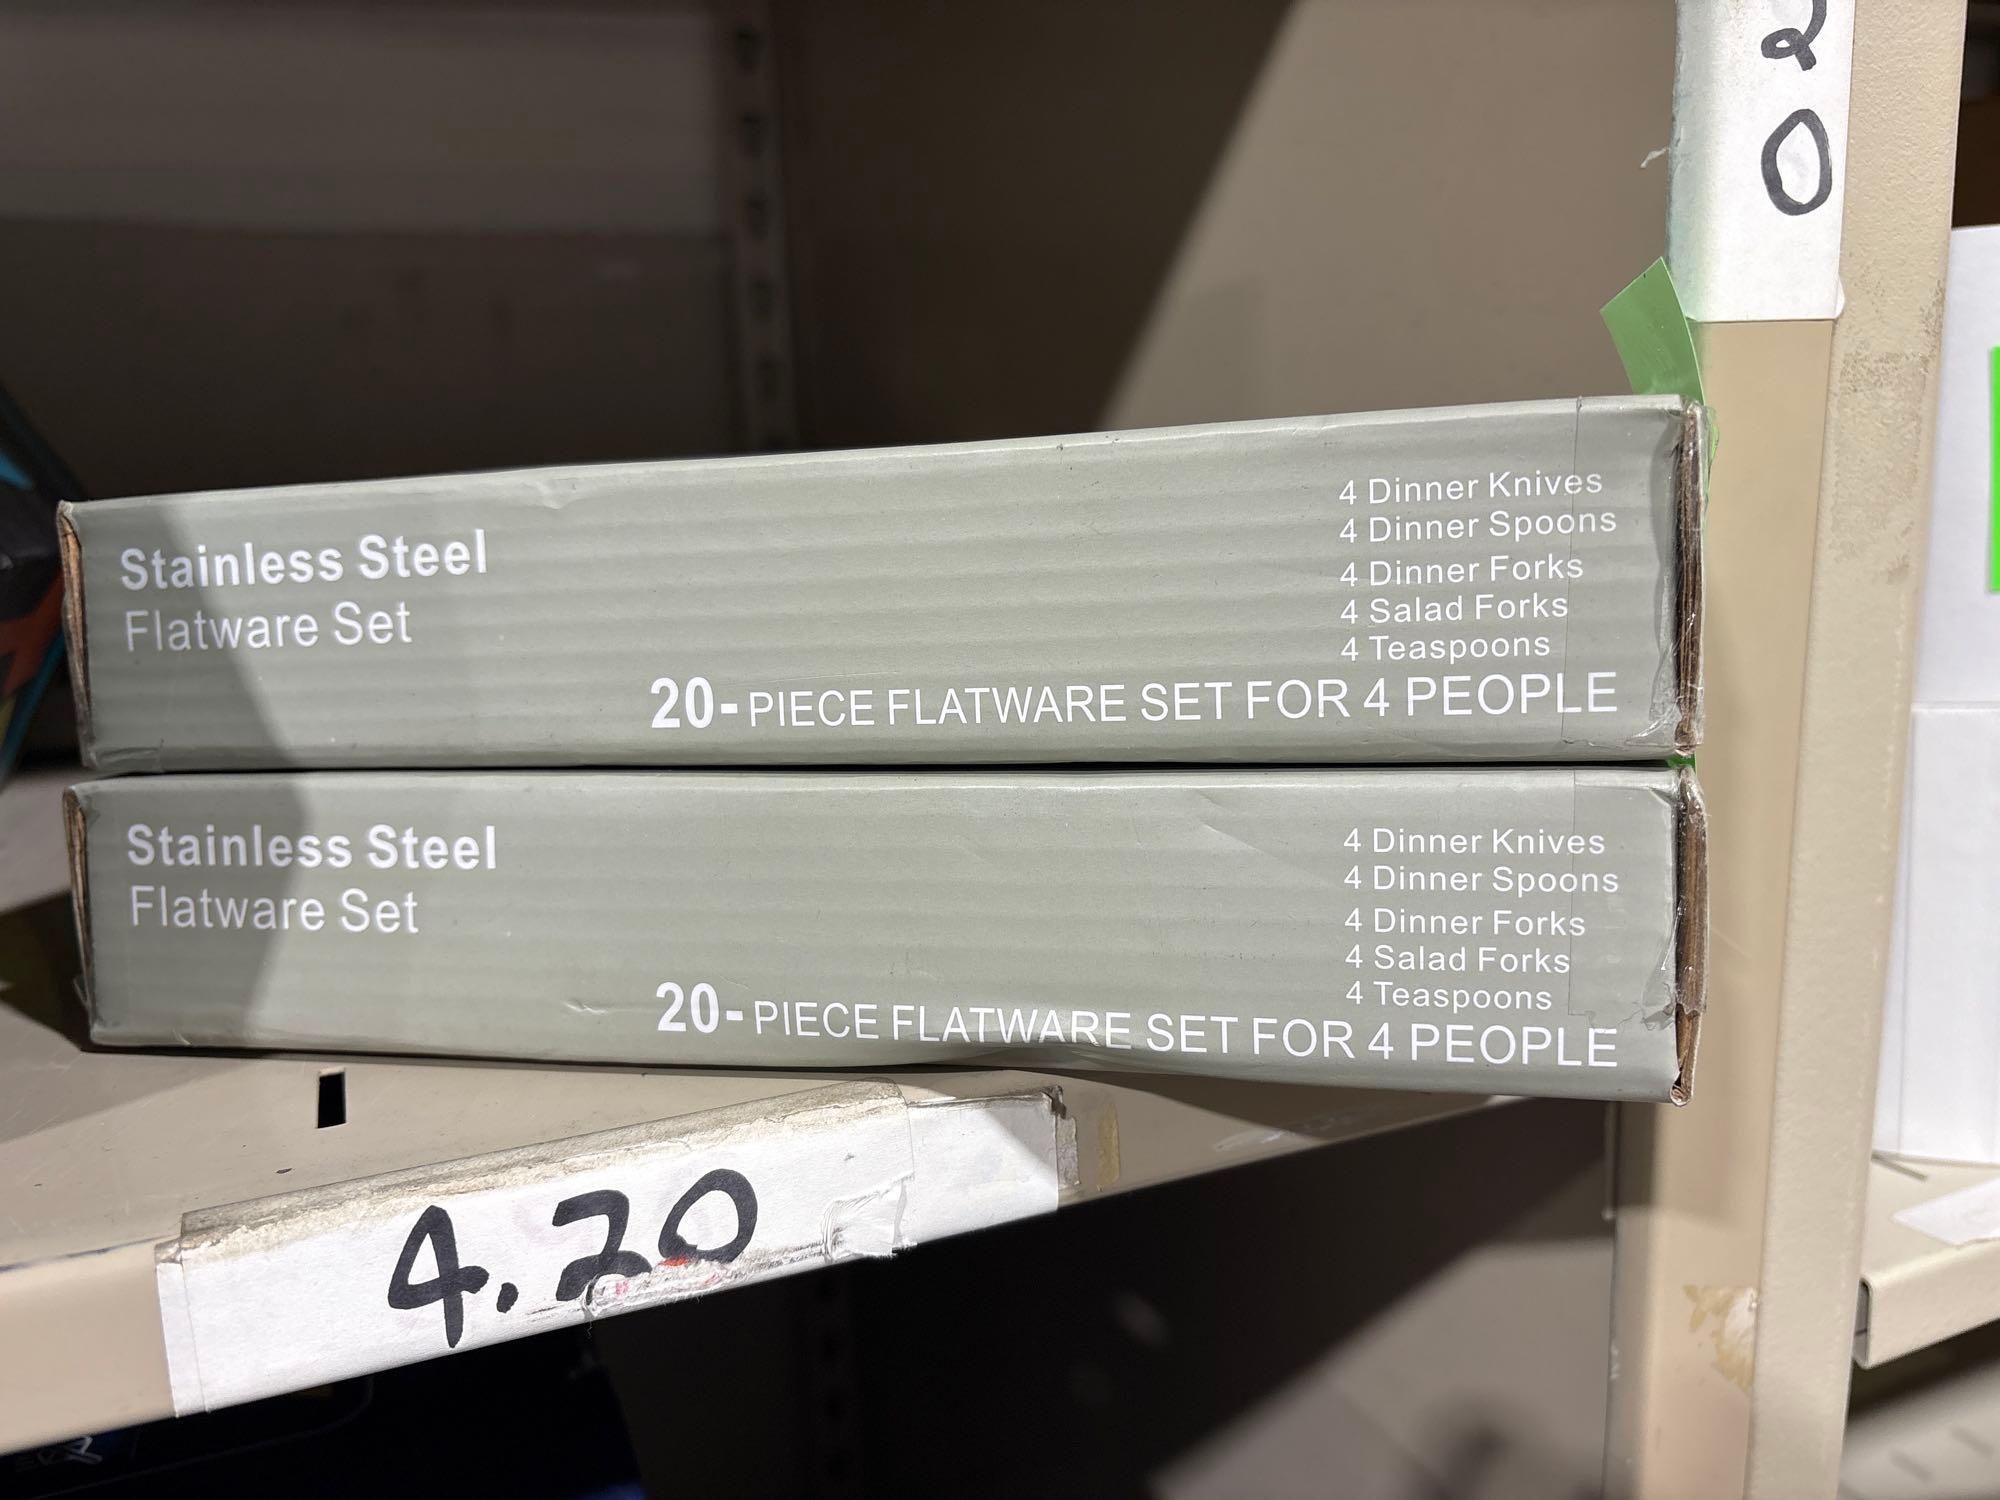 20
Stainless Steel
Flatware Set
4 Dinner Knives
4 Dinner Spoons
4 Dinner Forks
4 Salad Forks
4 Teaspoons
20-PIECE FLATWARE SET FOR 4 PEOPLE
Stainless Steel
Flatware Set
4 Dinner Knives
4 Dinner Spoons
4 Dinner Forks
4 Salad Forks
4 Teaspoons
20-PIECE FLATWARE SET FOR 4 PEOPLE
4.20